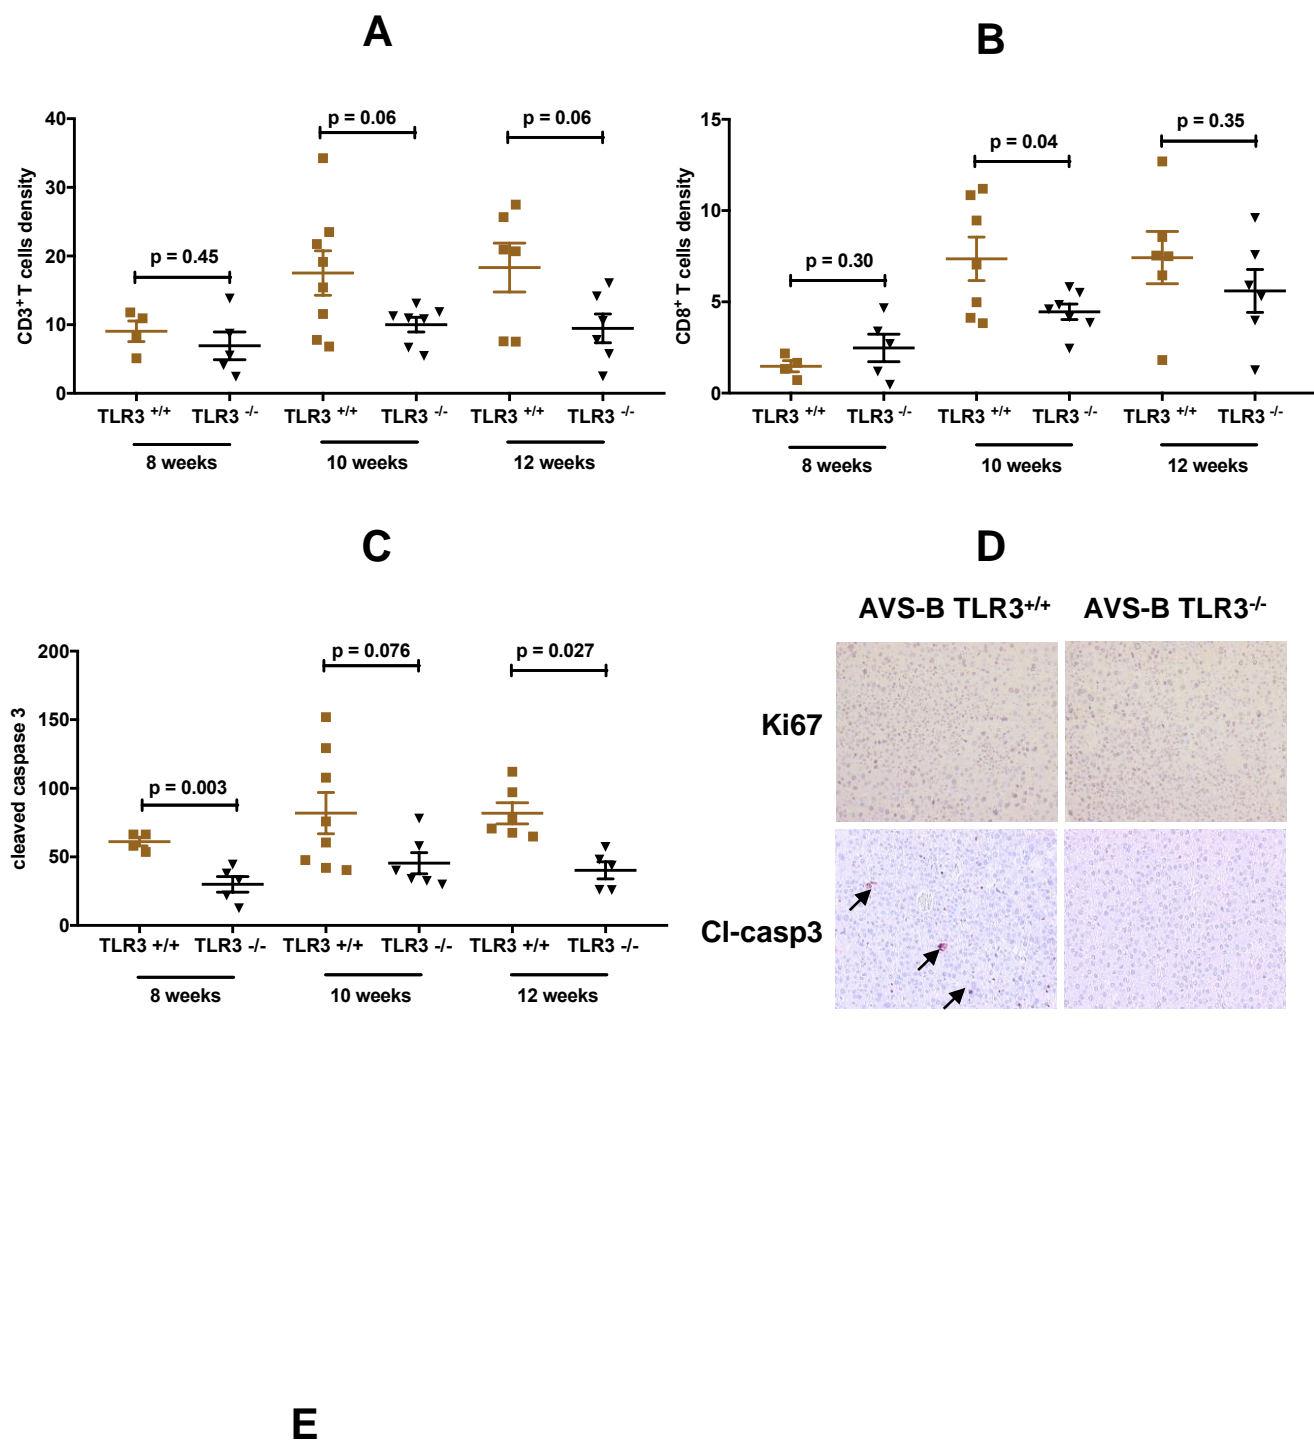 A
CD3+ T cells density
40
30
20
10
0
p = 0.45
p = 0.06
p = 0.06
TLR3 +/+ TLR3 -/- TLR3 +/+ TLR3 -/- TLR3 +/+ TLR3 -/-
8 weeks 10 weeks 12 weeks
B
CD8+ T cells density
15
10
5
0
p = 0.30
p = 0.04
p = 0.35
TLR3 +/+ TLR3 -/- TLR3 +/+ TLR3 -/- TLR3 +/+ TLR3 -/-
8 weeks 10 weeks 12 weeks
C
cleaved caspase 3
200
150
100
50
0
p = 0.003
p = 0.076
p = 0.027
TLR3 +/+ TLR3 -/- TLR3 +/+ TLR3 -/- TLR3 +/+ TLR3 -/-
8 weeks 10 weeks 12 weeks
D
AVS-B TLR3+/+ AVS-B TLR3-/-
Ki67
Cl-casp3
E